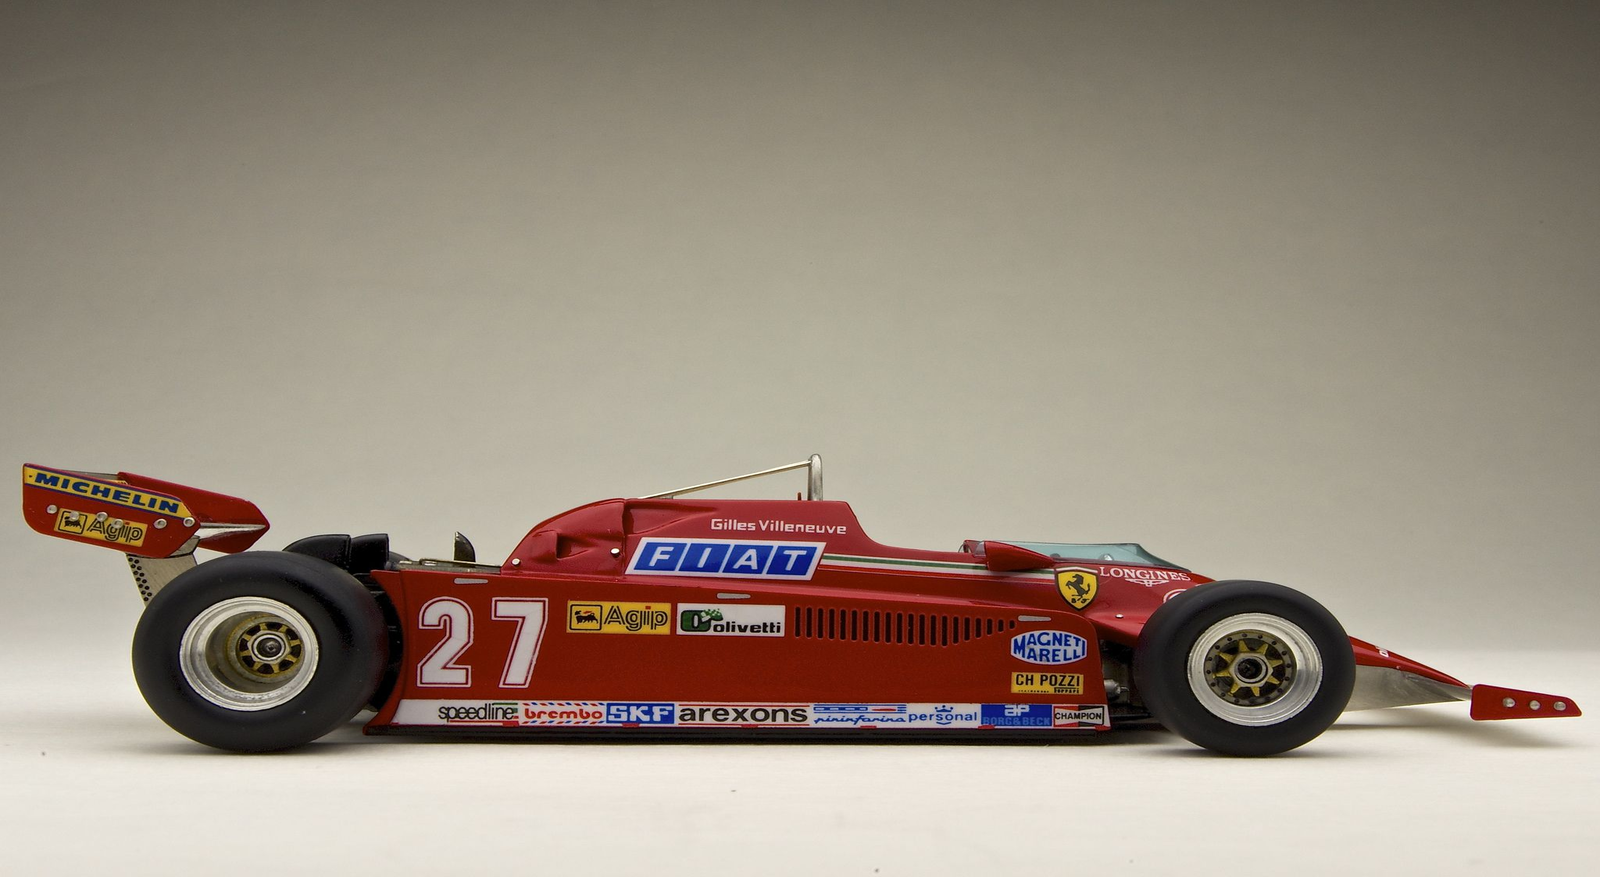 MICHELIN
Agip
Gilles Villeneuve
FIAT
LONGINES
27
Agip
olivetti
MAGNETI
MARELLI
CH POZZI
speedline
brembo
SKF
arexons
pininfarina
personal
ap
BORG&BECK
CHAMPION